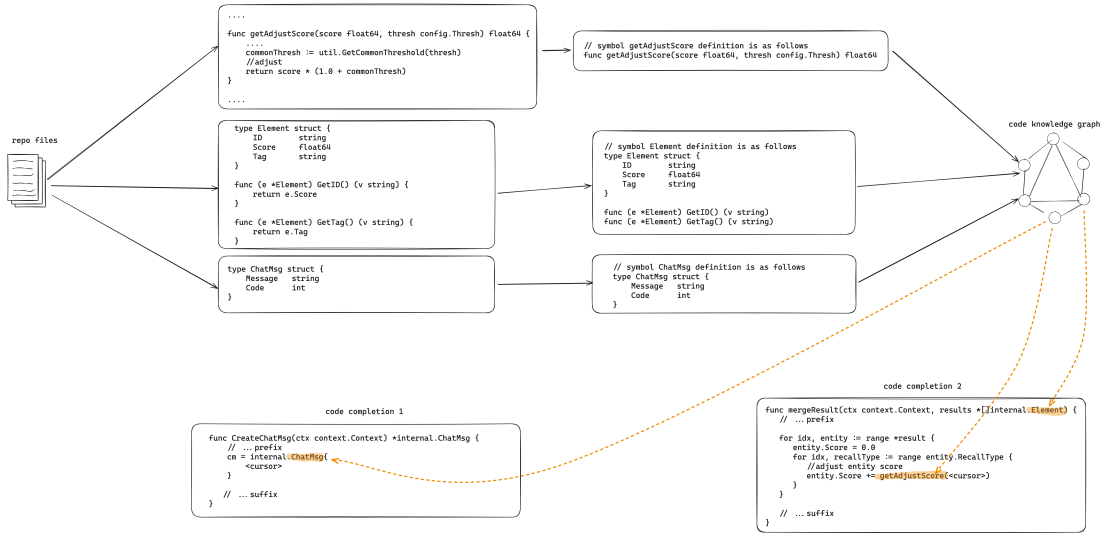 repo files
....
func getAdjustScore(score float64, thresh config.Thresh) float64 {
....
commonThresh := util.GetCommonThreshold(thresh)
//adjust
return score * (1.0 + commonThresh)
}
....
type Element struct {
ID string
Score float64
Tag string
}
func (e *Element) GetID() (v string) {
return e.Score
}
func (e *Element) GetTag() (v string) {
return e.Tag
}
type ChatMsg struct {
Message string
Code int
}
// symbol getAdjustScore definition is as follows
func getAdjustScore(score float64, thresh config.Thresh) float64
// symbol Element definition is as follows
type Element struct {
ID string
Score float64
Tag string
}
func (e *Element) GetID() (v string)
func (e *Element) GetTag() (v string)
// symbol ChatMsg definition is as follows
type ChatMsg struct {
Message string
Code int
}
code knowledge graph
code completion 1
func CreateChatMsg(ctx context.Context) *internal.ChatMsg {
// ...prefix
cm = internal.ChatMsg{
<cursor>
}
// ...suffix
}
code completion 2
func mergeResult(ctx context.Context, results *[]internal.Element) {
// ...prefix
for idx, entity := range *result {
entity.Score = 0.0
for idx, recallType := range entity.RecallType {
//adjust entity score
entity.Score += getAdjustScore(<cursor>)
}
}
// ...suffix
}